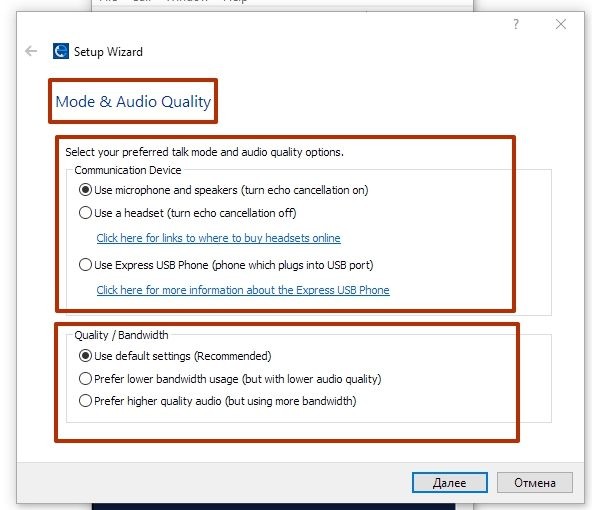 ?
Setup Wizard
Mode & Audio Quality
Select your preferred talk mode and audio quality options.
Communication Device
Use microphone and speakers (turn echo cancellation on)
Use a headset (turn echo cancellation off)
Click here for links to where to buy headsets online
Use Express USB Phone (phone which plugs into USB port)
Click here for more information about the Express USB Phone
Quality / Bandwidth
Use default settings (Recommended)
Prefer lower bandwidth usage (but with lower audio quality)
Prefer higher quality audio (but using more bandwidth)
Далее
Отмена